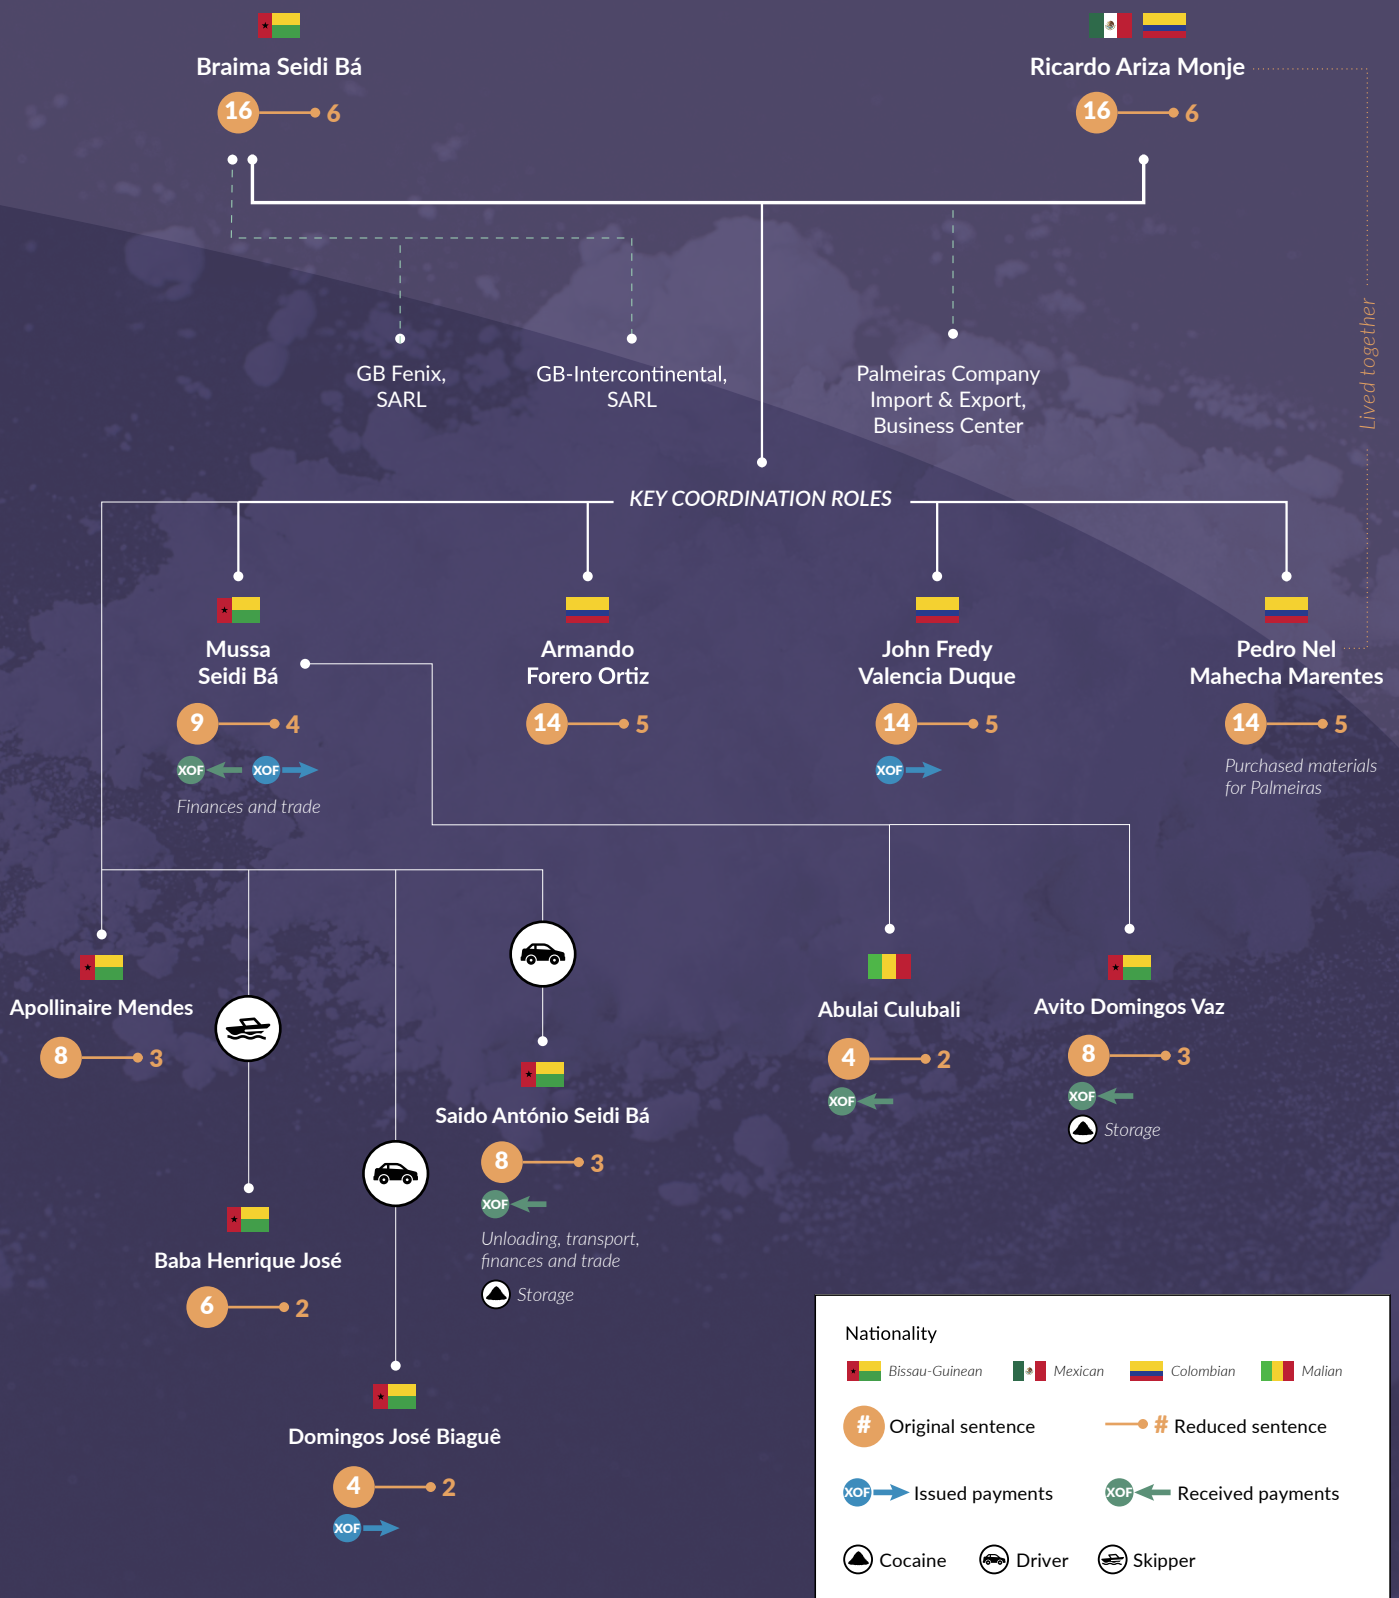 Braima Seidi Bá
16
6
Ricardo Ariza Monje
16
6
Lived together
GB Fenix,
SARL
GB-Intercontinental,
SARL
Palmeiras Company
Import & Export,
Business Center
KEY COORDINATION ROLES
Mussa
Seidi Bá
9
4
XOF
XOF
Finances and trade
Armando
Forero Ortiz
14
5
John Fredy
Valencia Duque
14
5
XOF
Pedro Nel
Mahecha Marentes
14
5
Purchased materials
for Palmeiras
Apollinaire Mendes
8
3
Baba Henrique José
6
2
Domingos José Biaguê
4
2
XOF
Saido António Seidi Bá
8
3
XOF
Unloading, transport,
finances and trade
Storage
Abulai Culubali
4
2
XOF
Avito Domingos Vaz
8
3
XOF
Storage
Nationality
Bissau-Guinean
Mexican
Colombian
Malian
# Original sentence
# Reduced sentence
XOF Issued payments
XOF Received payments
Cocaine
Driver
Skipper